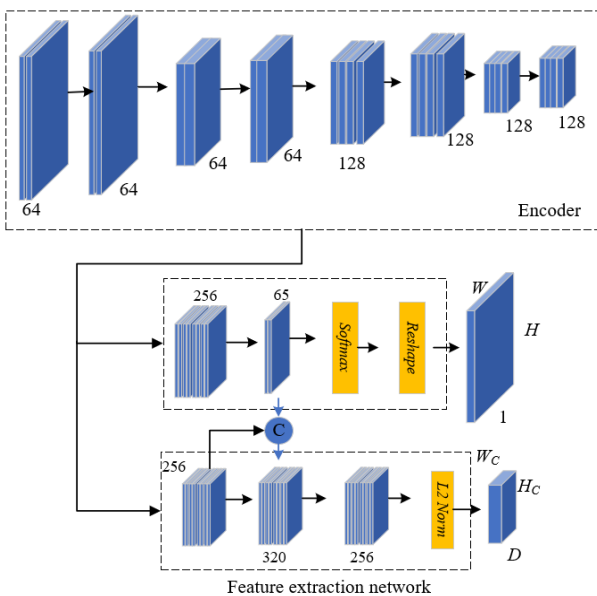 64
64
64
64
128
128
128
128
Encoder
256
65
Softmax
Reshape
W
H
1
C
256
320
256
L2 Norm
W_C
H_C
D
Feature extraction network